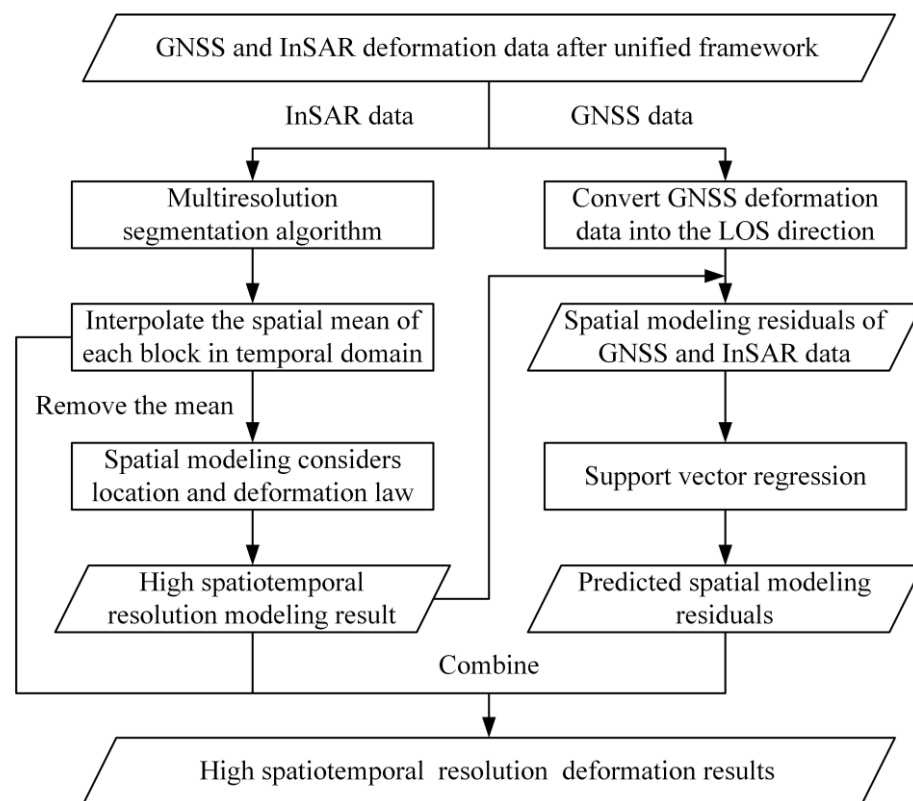 GNSS and InSAR deformation data after unified framework
InSAR data
GNSS data
Multiresolution
segmentation algorithm
Convert GNSS deformation
data into the LOS direction
Interpolate the spatial mean of
each block in temporal domain
Spatial modeling residuals of
GNSS and InSAR data
Remove the mean
Spatial modeling considers
location and deformation law
Support vector regression
High spatiotemporal
resolution modeling result
Predicted spatial modeling
residuals
Combine
High spatiotemporal resolution deformation results